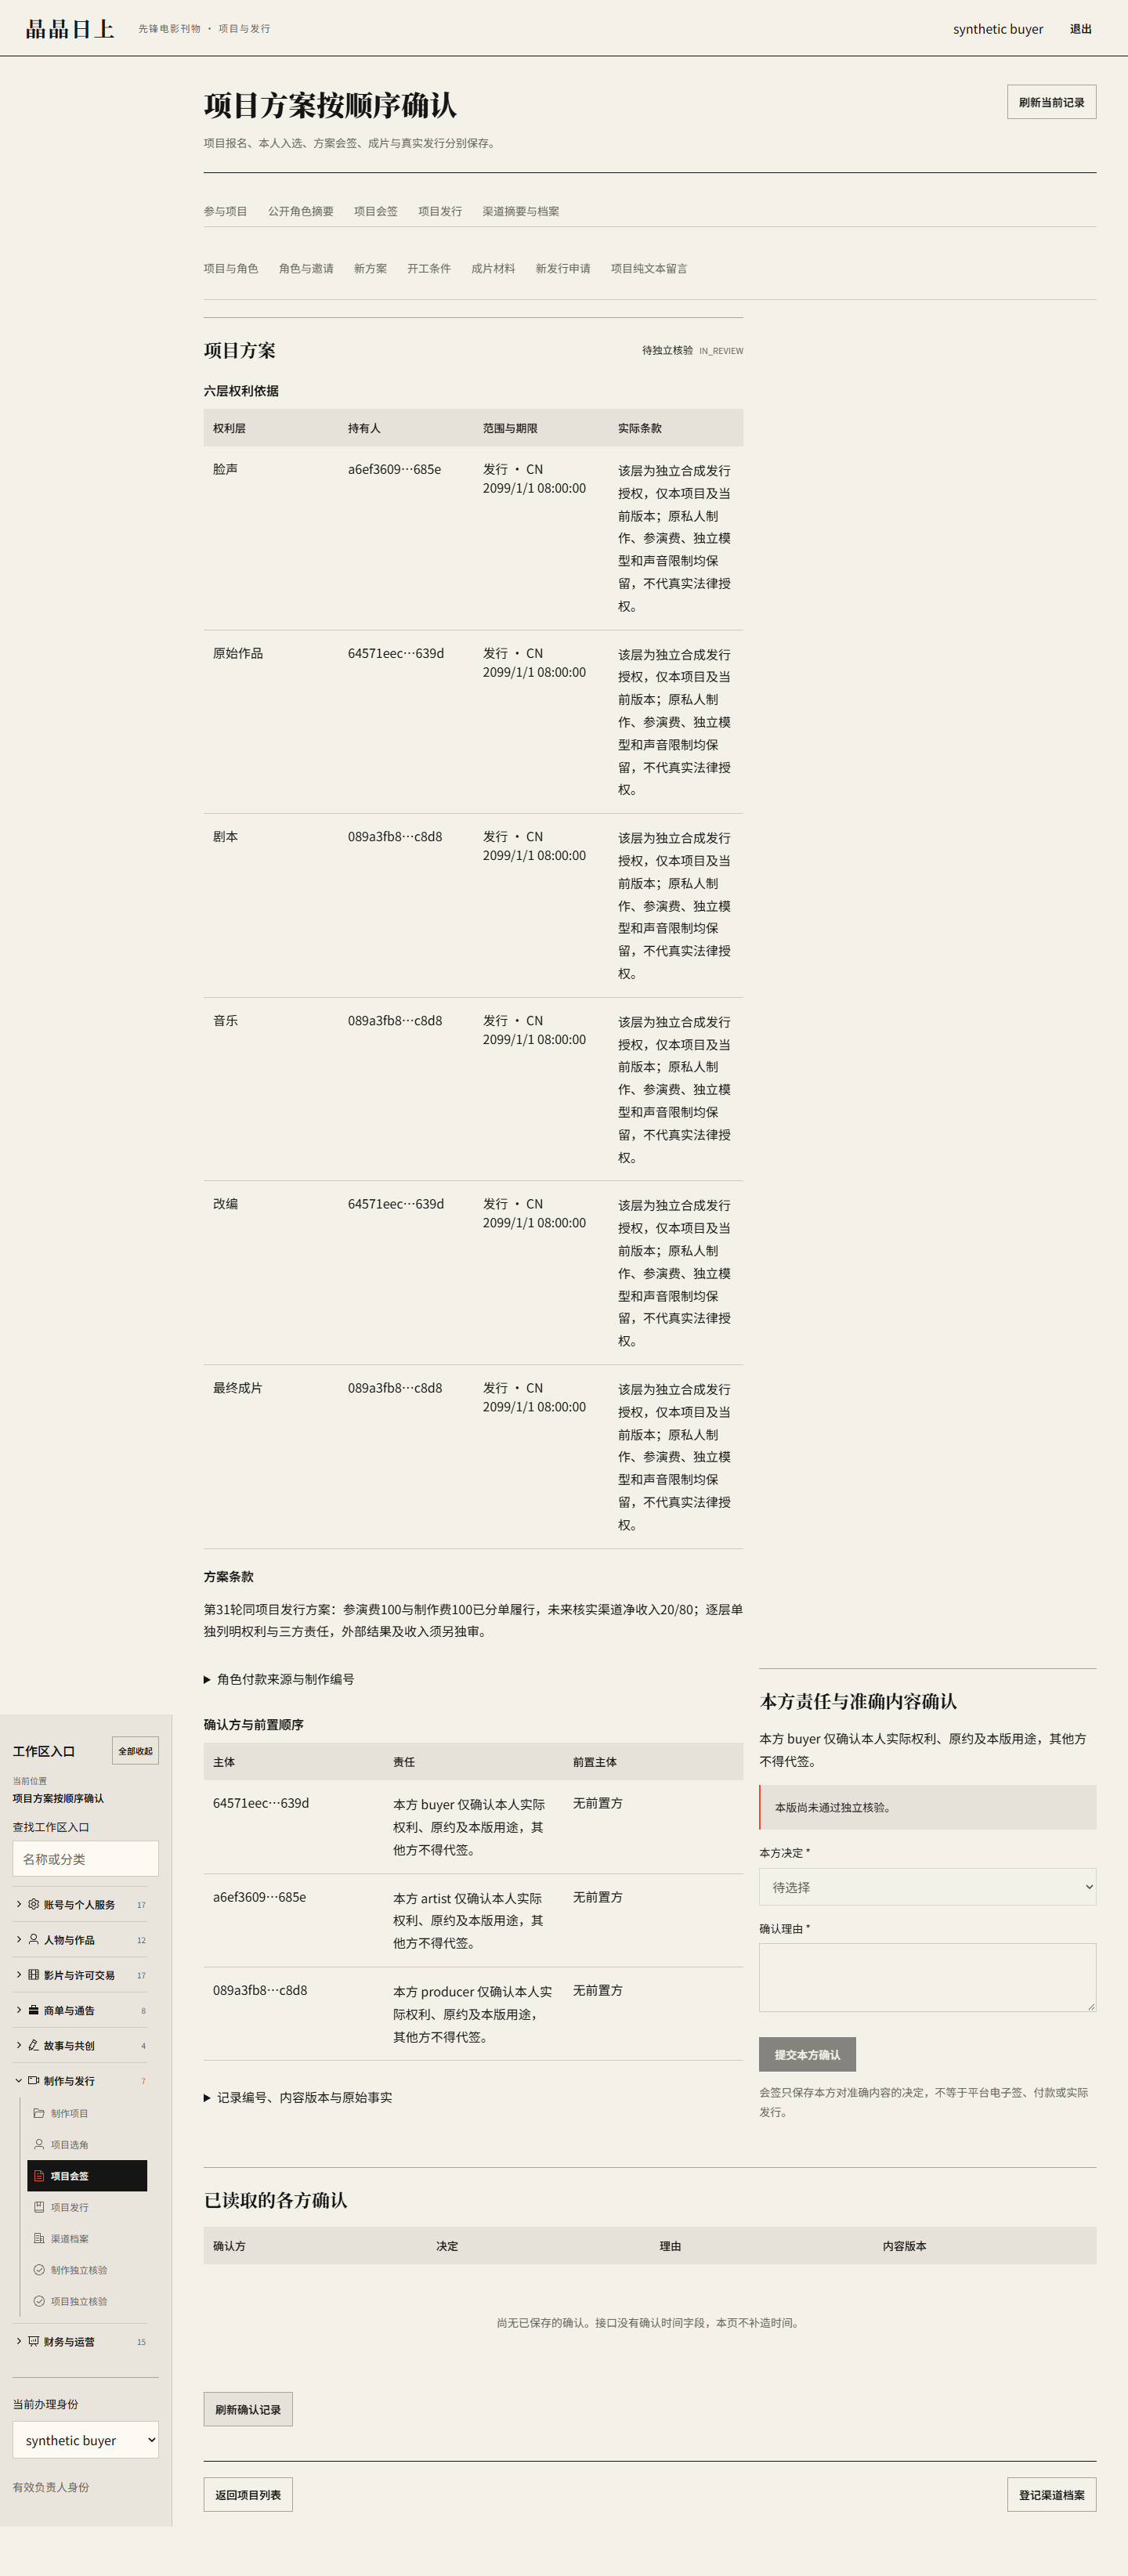 晶晶日上
先锋电影刊物 · 项目与发行
synthetic buyer
退出
项目方案按顺序确认
刷新当前记录
项目报名、本人入选、方案会签、成片与真实发行分别保存。
参与项目 公开角色摘要 项目会签 项目发行 渠道摘要与档案
项目与角色 角色与邀请 新方案 开工条件 成片材料 新发行申请 项目纯文本留言
项目方案
待独立核验 IN_REVIEW
六层权利依据
权利层 持有人 范围与期限 实际条款
脸声
a6ef3609…685e
发行 · CN
2099/1/1 08:00:00
该层为独立合成发行
授权，仅本项目及当
前版本；原私人制
作、参演费、独立模
型和声音限制均保
留，不代真实法律授
权。
原始作品
64571eec…639d
发行 · CN
2099/1/1 08:00:00
该层为独立合成发行
授权，仅本项目及当
前版本；原私人制
作、参演费、独立模
型和声音限制均保
留，不代真实法律授
权。
剧本
089a3fb8…c8d8
发行 · CN
2099/1/1 08:00:00
该层为独立合成发行
授权，仅本项目及当
前版本；原私人制
作、参演费、独立模
型和声音限制均保
留，不代真实法律授
权。
音乐
089a3fb8…c8d8
发行 · CN
2099/1/1 08:00:00
该层为独立合成发行
授权，仅本项目及当
前版本；原私人制
作、参演费、独立模
型和声音限制均保
留，不代真实法律授
权。
改编
64571eec…639d
发行 · CN
2099/1/1 08:00:00
该层为独立合成发行
授权，仅本项目及当
前版本；原私人制
作、参演费、独立模
型和声音限制均保
留，不代真实法律授
权。
最终成片
089a3fb8…c8d8
发行 · CN
2099/1/1 08:00:00
该层为独立合成发行
授权，仅本项目及当
前版本；原私人制
作、参演费、独立模
型和声音限制均保
留，不代真实法律授
权。
方案条款
第31轮同项目发行方案：参演费100与制作费100已分单履行，未来核实渠道净收入20/80；逐层单
独列明权利与三方责任，外部结果及收入须另独审。
角色付款来源与制作编号
确认方与前置顺序
主体 责任 前置主体
64571eec…639d
本方 buyer 仅确认本人实际
权利、原约及本版用途，其
他方不得代签。
无前置方
a6ef3609…685e
本方 artist 仅确认本人实际
权利、原约及本版用途，其
他方不得代签。
无前置方
089a3fb8…c8d8
本方 producer 仅确认本人实
际权利、原约及本版用途，
其他方不得代签。
无前置方
记录编号、内容版本与原始事实
本方责任与准确内容确认
本方 buyer 仅确认本人实际权利、原约及本版用途，其他方
不得代签。
本版尚未通过独立核验。
本方决定 *
待选择
确认理由 *
提交本方确认
会签只保存本方对准确内容的决定，不等于平台电子签、付款或实际
发行。
已读取的各方确认
确认方 决定 理由 内容版本
尚无已保存的确认。接口没有确认时间字段，本页不补造时间。
刷新确认记录
返回项目列表
登记渠道档案
工作区入口
全部收起
当前位置
项目方案按顺序确认
查找工作区入口
名称或分类
账号与个人服务 17
人物与作品 12
影片与许可交易 17
商单与通告 8
故事与共创 4
制作与发行 7
制作项目
项目选角
项目会签
项目发行
渠道档案
制作独立核验
项目独立核验
财务与运营 15
当前办理身份
synthetic buyer
有效负责人身份